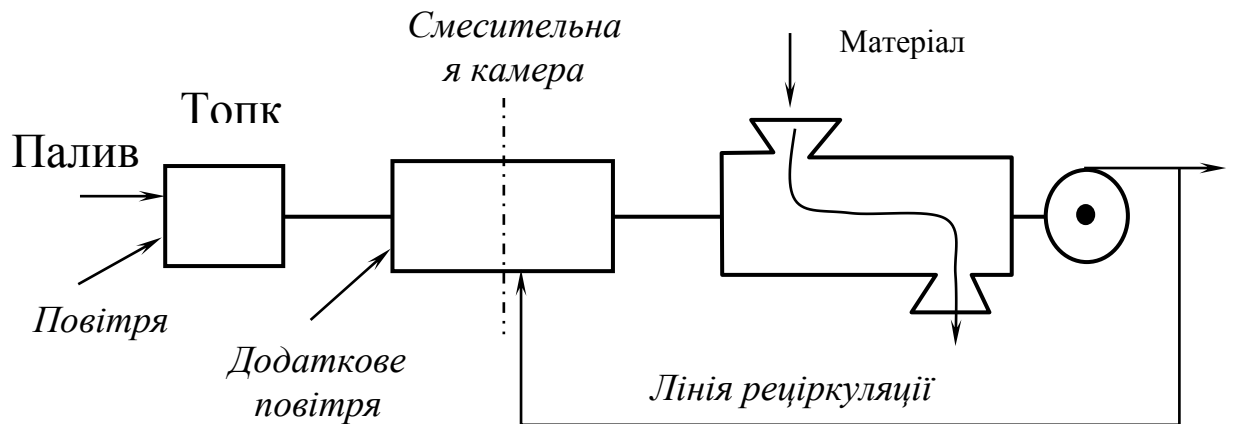 Смесительна
я камера
Матеріал
Топк
Палив
Повітря
Додаткове
повітря
Лінія рециркуляції